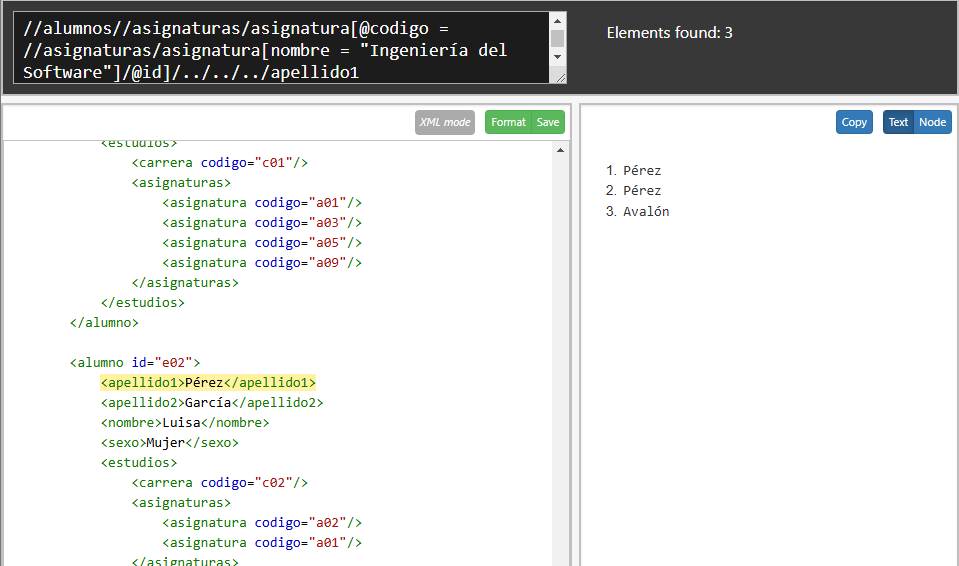 //alumnos//asignaturas/asignatura[@codigo =
//asignaturas/asignatura[nombre = "Ingeniería del
Software"]/@id]/../../../apellido1
Elements found: 3
XML mode
Format
Save
Copy
Text
Node
<estudios>
<carrera codigo="c01"/>
<asignaturas>
<asignatura codigo="a01"/>
<asignatura codigo="a03"/>
<asignatura codigo="a05"/>
<asignatura codigo="a09"/>
</asignaturas>
</estudios>
</alumno>
<alumno id="e02">
<apellido1>Pérez</apellido1>
<apellido2>García</apellido2>
<nombre>Luisa</nombre>
<sexo>Mujer</sexo>
<estudios>
<carrera codigo="c02"/>
<asignaturas>
<asignatura codigo="a02"/>
<asignatura codigo="a01"/>
</asignaturas>
1. Pérez
2. Pérez
3. Avalón